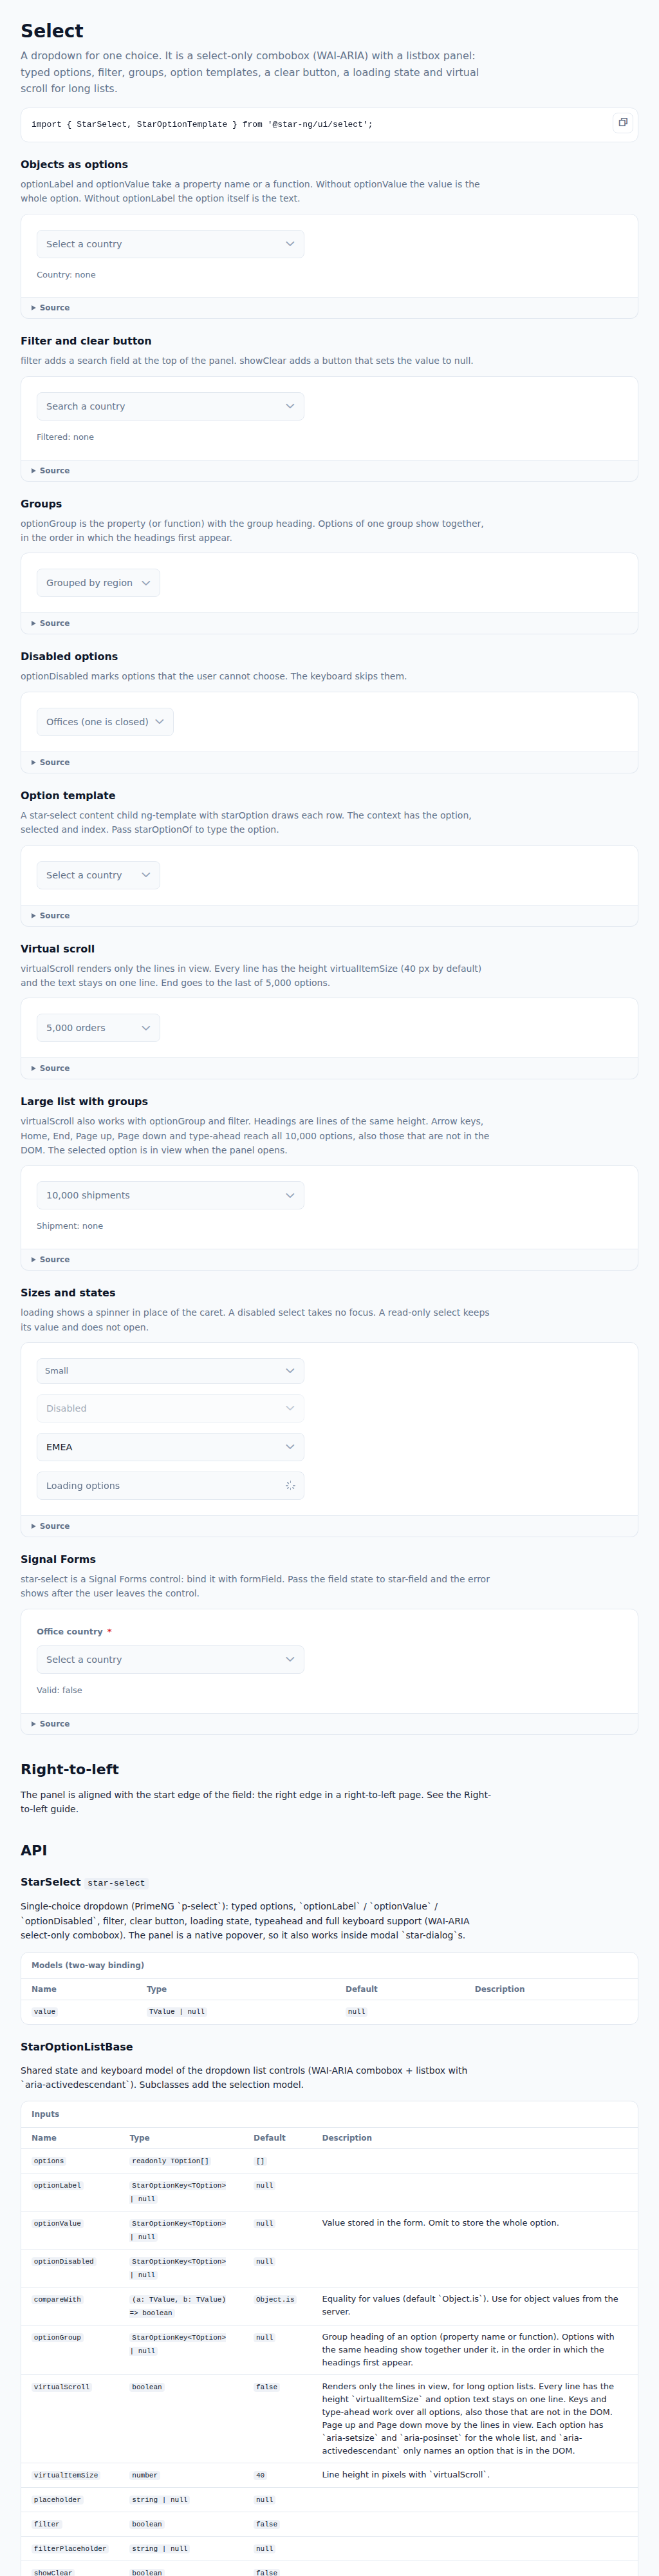 Select
A dropdown for one choice. It is a select-only combobox (WAI-ARIA) with a listbox panel:
typed options, filter, groups, option templates, a clear button, a loading state and virtual
scroll for long lists.
import { StarSelect, StarOptionTemplate } from '@star-ng/ui/select';
Objects as options
optionLabel and optionValue take a property name or a function. Without optionValue the value is the
whole option. Without optionLabel the option itself is the text.
Select a country
Country: none
Source
Filter and clear button
filter adds a search field at the top of the panel. showClear adds a button that sets the value to null.
Search a country
Filtered: none
Source
Groups
optionGroup is the property (or function) with the group heading. Options of one group show together,
in the order in which the headings first appear.
Grouped by region
Source
Disabled options
optionDisabled marks options that the user cannot choose. The keyboard skips them.
Offices (one is closed)
Source
Option template
A star-select content child ng-template with starOption draws each row. The context has the option,
selected and index. Pass starOptionOf to type the option.
Select a country
Source
Virtual scroll
virtualScroll renders only the lines in view. Every line has the height virtualItemSize (40 px by default)
and the text stays on one line. End goes to the last of 5,000 options.
5,000 orders
Source
Large list with groups
virtualScroll also works with optionGroup and filter. Headings are lines of the same height. Arrow keys,
Home, End, Page up, Page down and type-ahead reach all 10,000 options, also those that are not in the
DOM. The selected option is in view when the panel opens.
10,000 shipments
Shipment: none
Source
Sizes and states
loading shows a spinner in place of the caret. A disabled select takes no focus. A read-only select keeps
its value and does not open.
Small
Disabled
EMEA
Loading options
Source
Signal Forms
star-select is a Signal Forms control: bind it with formField. Pass the field state to star-field and the error
shows after the user leaves the control.
Office country *
Select a country
Valid: false
Source
Right-to-left
The panel is aligned with the start edge of the field: the right edge in a right-to-left page. See the Right-
to-left guide.
API
StarSelect star-select
Single-choice dropdown (PrimeNG `p-select`): typed options, `optionLabel` / `optionValue` /
`optionDisabled`, filter, clear button, loading state, typeahead and full keyboard support (WAI-ARIA
select-only combobox). The panel is a native popover, so it also works inside modal `star-dialog`s.
Models (two-way binding)
Name Type Default Description
value TValue | null null
StarOptionListBase
Shared state and keyboard model of the dropdown list controls (WAI-ARIA combobox + listbox with
`aria-activedescendant`). Subclasses add the selection model.
Inputs
Name Type Default Description
options readonly TOption[] []
optionLabel StarOptionKey<TOption> null
| null
optionValue StarOptionKey<TOption> null Value stored in the form. Omit to store the whole option.
| null
optionDisabled StarOptionKey<TOption> null
| null
compareWith (a: TValue, b: TValue) Object.is Equality for values (default `Object.is`). Use for object values from the
=> boolean server.
optionGroup StarOptionKey<TOption> null Group heading of an option (property name or function). Options with
| null the same heading show together under it, in the order in which the
headings first appear.
virtualScroll boolean false Renders only the lines in view, for long option lists. Every line has the
height `virtualItemSize` and option text stays on one line. Keys and
type-ahead work over all options, also those that are not in the DOM.
Page up and Page down move by the lines in view. Each option has
`aria-setsize` and `aria-posinset` for the whole list, and `aria-
activedescendant` only names an option that is in the DOM.
virtualItemSize number 40 Line height in pixels with `virtualScroll`.
placeholder string | null null
filter boolean false
filterPlaceholder string | null null
showClear boolean false